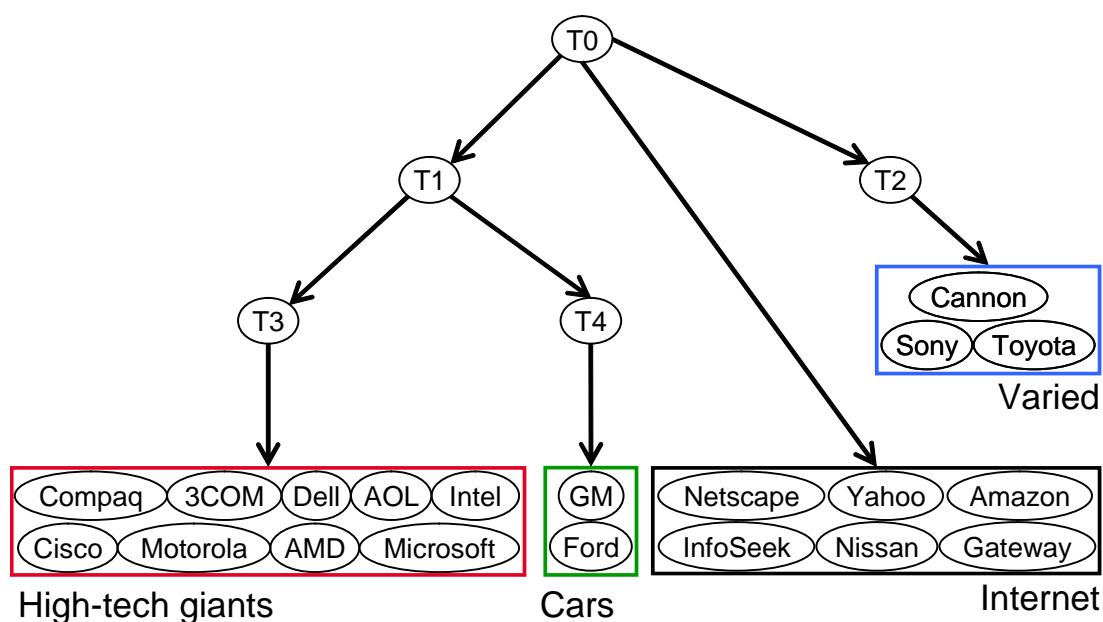 T0
T1
T2
Cannon
T3 T4
Sony Toyota
Varied
Compaq 3COM Dell AOL Intel GM Netscape Yahoo Amazon
Cisco Motorola AMD Microsoft Ford InfoSeek Nissan Gateway
High-tech giants Cars Internet